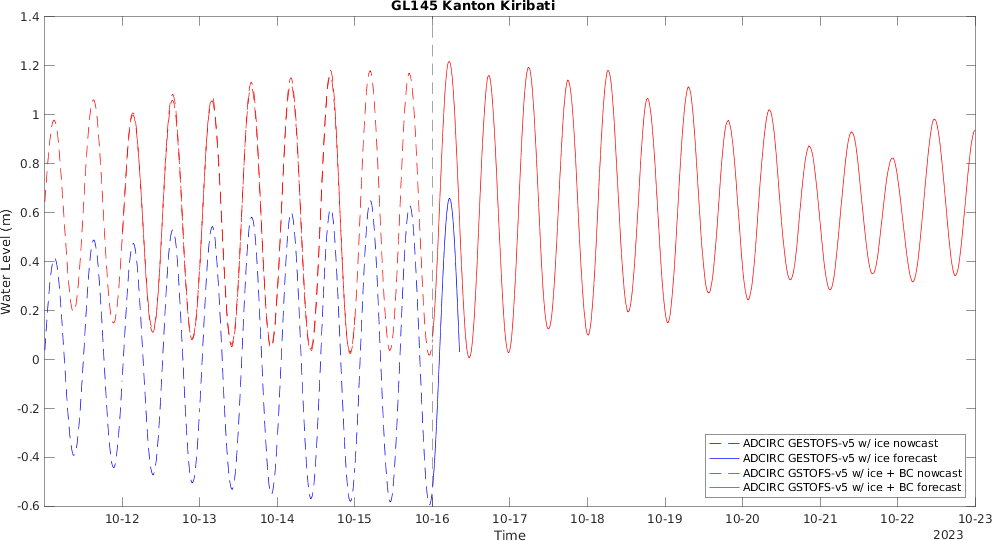 GL145 Kanton Kiribati
1.4
1.2
1
0.8
0.6
0.4
0.2
0
-0.2
-0.4
-0.6
Water Level (m)
ADCIRC GESTOFS-v5 w/ ice nowcast
ADCIRC GESTOFS-v5 w/ ice forecast
ADCIRC GSTOFS-v5 w/ ice + BC nowcast
ADCIRC GSTOFS-v5 w/ ice + BC forecast
10-12 10-13 10-14 10-15 10-16 10-17 10-18 10-19 10-20 10-21 10-22 10-23
Time
2023